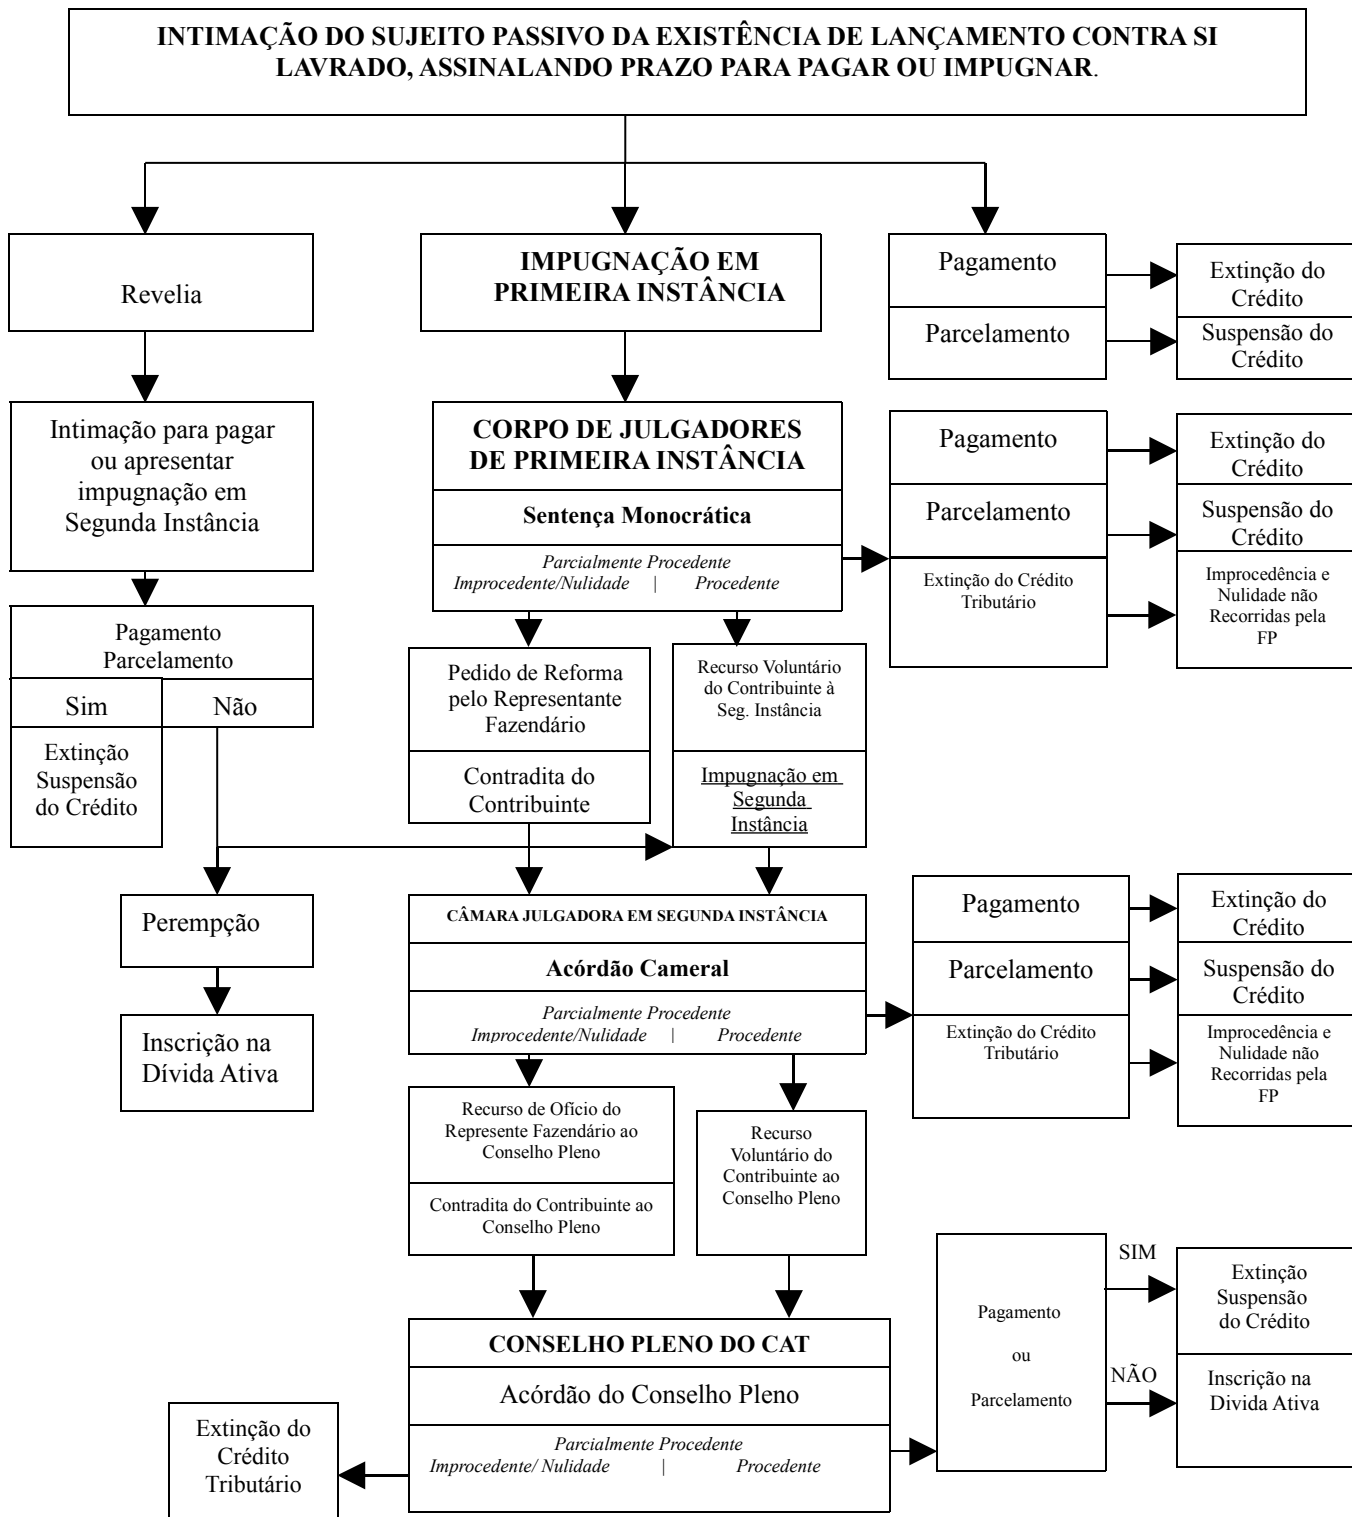 INTIMAÇÃO DO SUJEITO PASSIVO DA EXISTÊNCIA DE LANÇAMENTO CONTRA SI
LAVRADO, ASSINALANDO PRAZO PARA PAGAR OU IMPUGNAR.
Revelia
IMPUGNAÇÃO EM
PRIMEIRA INSTÂNCIA
Pagamento
Extinção do
Crédito
Parcelamento
Suspensão do
Crédito
Intimação para pagar
ou apresentar
impugnação em
Segunda Instância
CORPO DE JULGADORES
DE PRIMEIRA INSTÂNCIA
Sentença Monocrática
Parcialmente Procedente
Improcedente/Nulidade | Procedente
Pagamento
Extinção do
Crédito
Parcelamento
Suspensão do
Crédito
Extinção do Crédito
Tributário
Improcedência e
Nulidade não
Recorridas pela
FP
Pagamento
Parcelamento
Sim
Não
Extinção
Suspensão
do Crédito
Pedido de Reforma
pelo Representante
Fazendário
Contradita do
Contribuinte
Recurso Voluntário
do Contribuinte à
Seg. Instância
Impugnação em
Segunda
Instância
Perempção
Inscrição na
Dívida Ativa
CÂMARA JULGADORA EM SEGUNDA INSTÂNCIA
Acórdão Cameral
Parcialmente Procedente
Improcedente/Nulidade | Procedente
Pagamento
Extinção do
Crédito
Parcelamento
Suspensão do
Crédito
Extinção do Crédito
Tributário
Improcedência e
Nulidade não
Recorridas pela
FP
Recurso de Ofício do
Represente Fazendário ao
Conselho Pleno
Contradita do Contribuinte ao
Conselho Pleno
Recurso
Voluntário do
Contribuinte ao
Conselho Pleno
CONSELHO PLENO DO CAT
Acórdão do Conselho Pleno
Parcialmente Procedente
Improcedente/ Nulidade | Procedente
Extinção do
Crédito
Tributário
Pagamento
ou
Parcelamento
SIM
Extinção
Suspensão
do Crédito
NÃO
Inscrição na
Divida Ativa